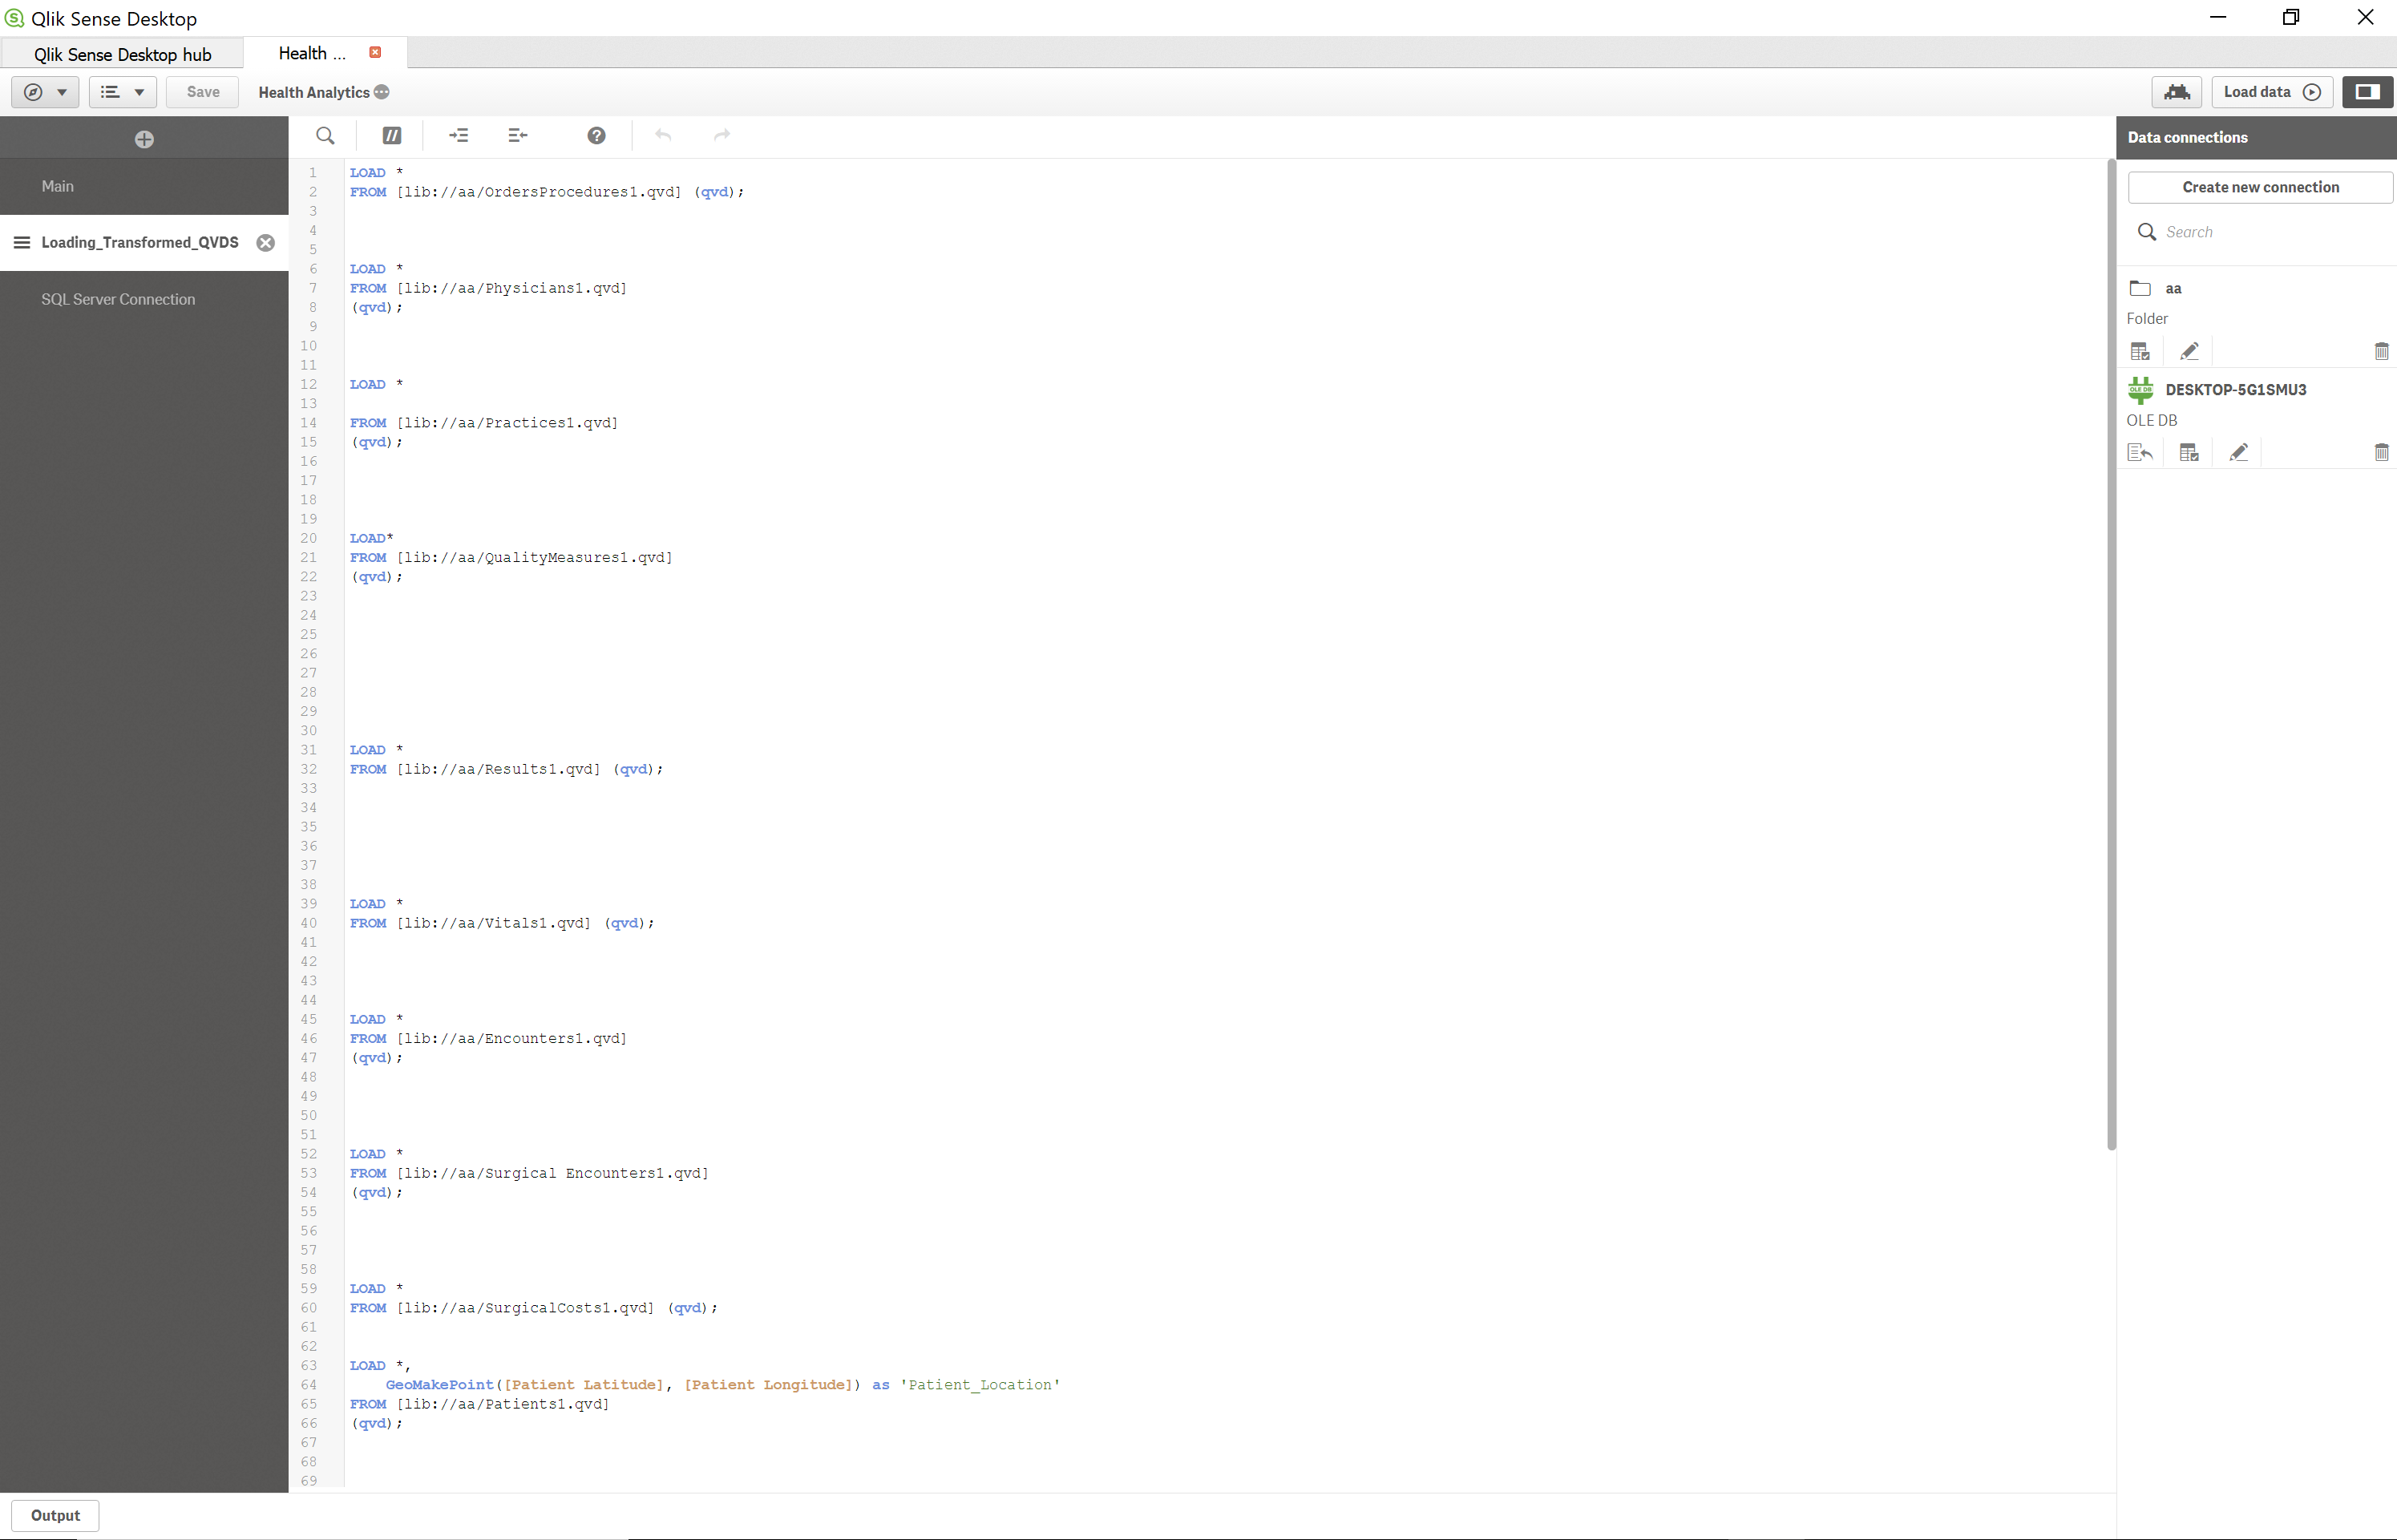 Qlik Sense Desktop
Qlik Sense Desktop hub
Health ...
Save
Health Analytics
Load data
Main
Loading_Transformed_QVDS
SQL Server Connection
1 LOAD *
2 FROM [lib://aa/OrdersProcedures1.qvd] (qvd);
3
4
5
6 LOAD *
7 FROM [lib://aa/Physicians1.qvd]
8 (qvd);
9
10
11
12 LOAD *
13
14 FROM [lib://aa/Practices1.qvd]
15 (qvd);
16
17
18
19
20 LOAD*
21 FROM [lib://aa/QualityMeasures1.qvd]
22 (qvd);
23
24
25
26
27
28
29
30
31 LOAD *
32 FROM [lib://aa/Results1.qvd] (qvd);
33
34
35
36
37
38
39 LOAD *
40 FROM [lib://aa/Vitals1.qvd] (qvd);
41
42
43
44
45 LOAD *
46 FROM [lib://aa/Encounters1.qvd]
47 (qvd);
48
49
50
51
52 LOAD *
53 FROM [lib://aa/Surgical Encounters1.qvd]
54 (qvd);
55
56
57
58
59 LOAD *
60 FROM [lib://aa/SurgicalCosts1.qvd] (qvd);
61
62
63 LOAD *,
64 GeoMakePoint([Patient Latitude], [Patient Longitude]) as 'Patient_Location'
65 FROM [lib://aa/Patients1.qvd]
66 (qvd);
67
68
69
Data connections
Create new connection
Search
aa
Folder
OLE DB
DESKTOP-5G1SMU3
OLE DB
Output